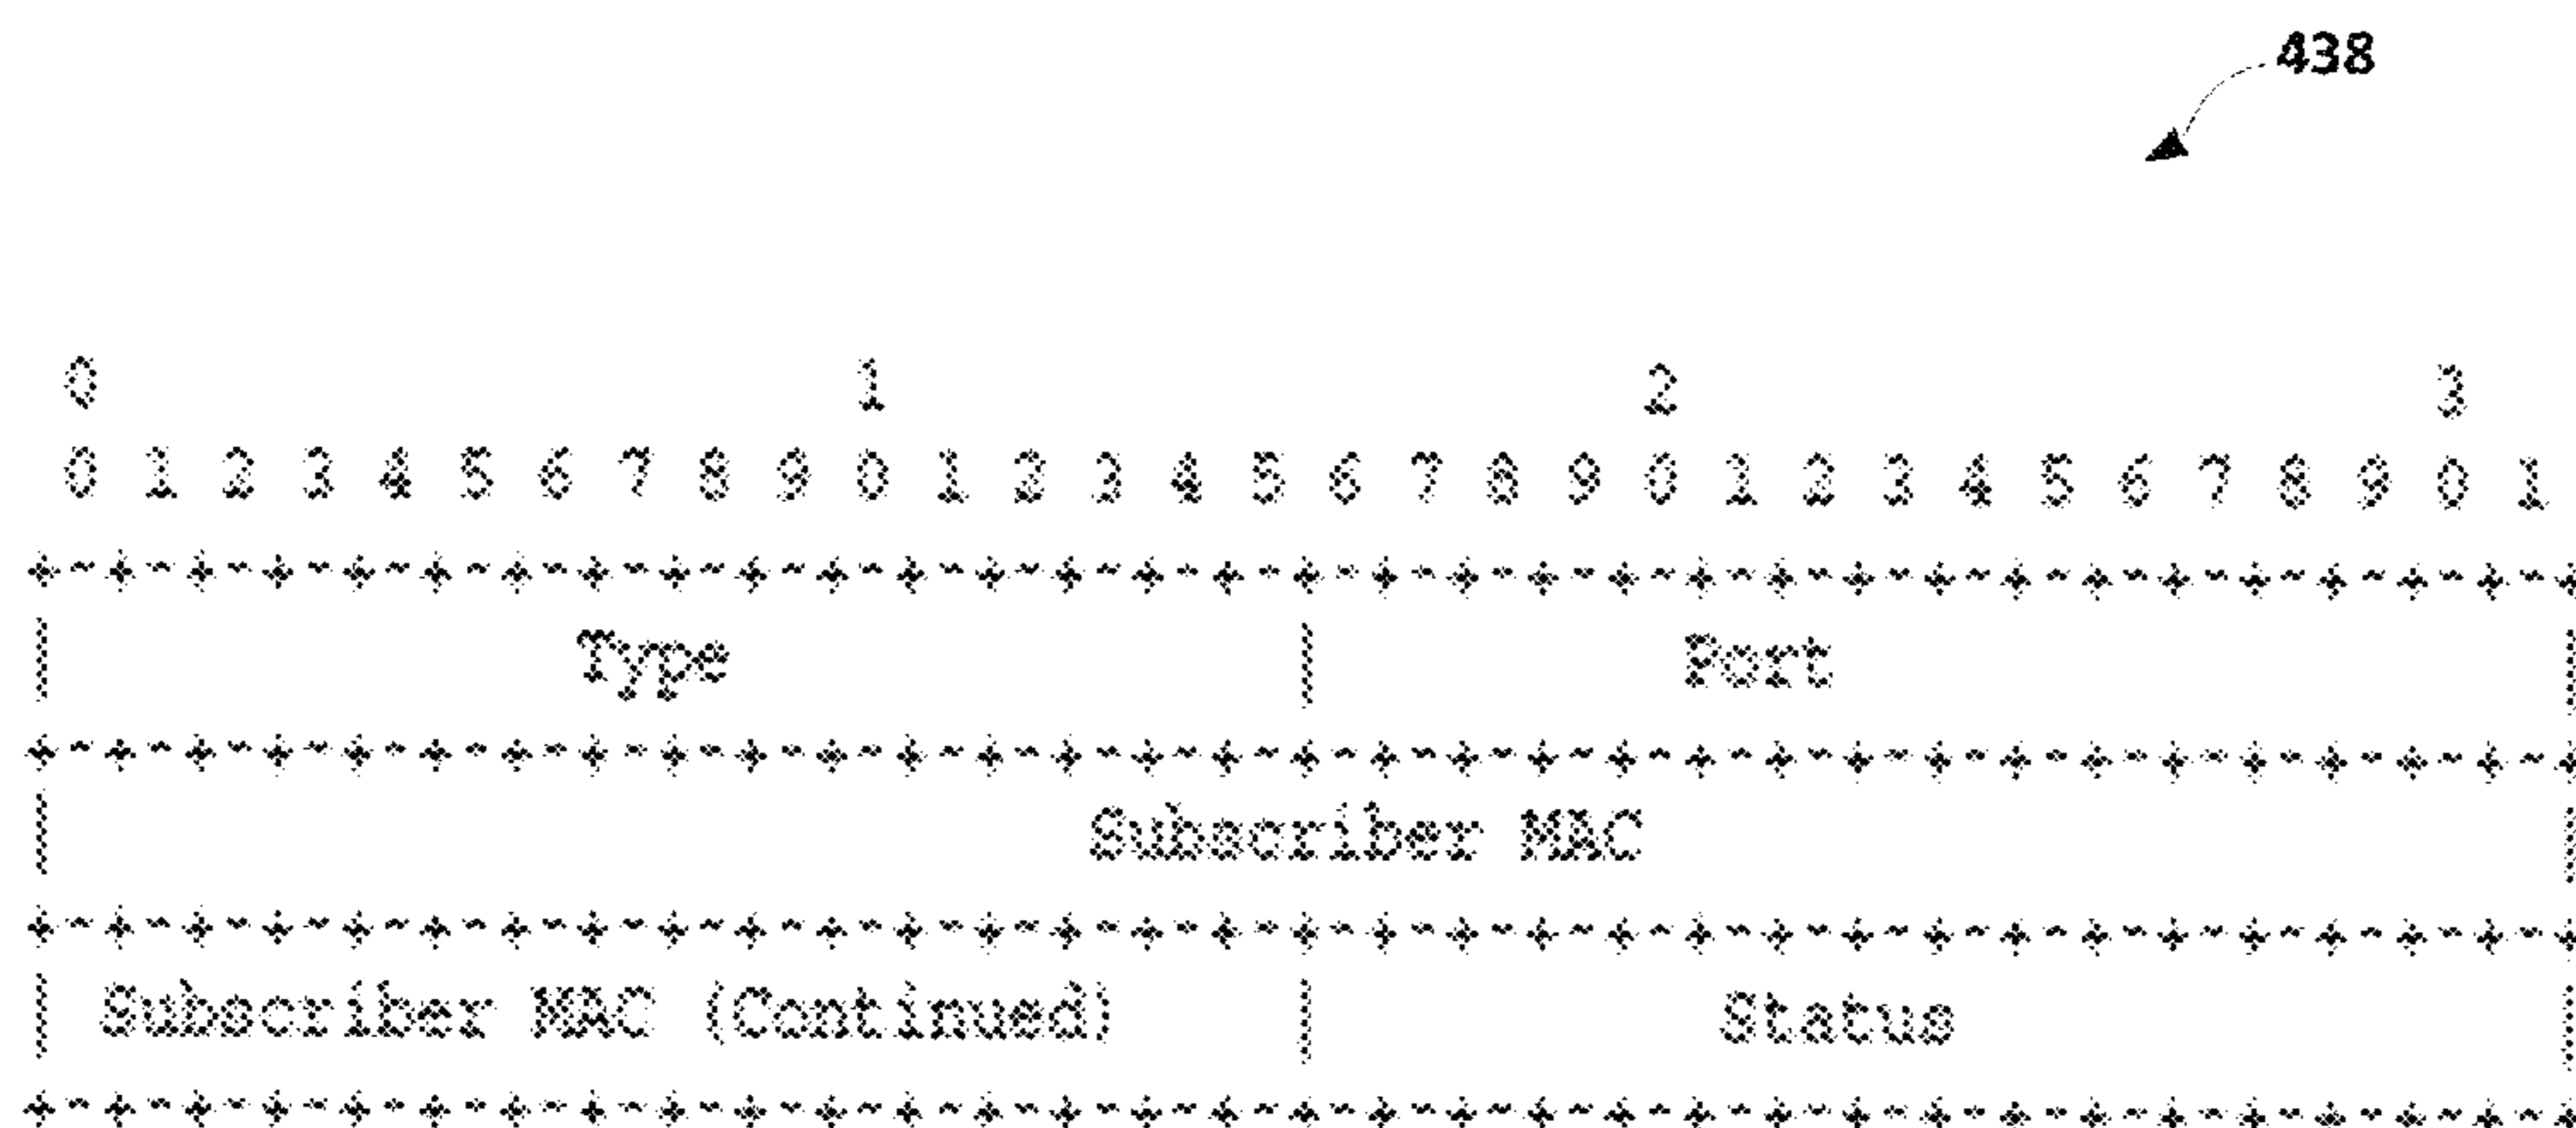 438
0 1 2 3
0 1 2 3 4 5 6 7 8 9 0 1 2 3 4 5 6 7 8 9 0 1 2 3 4 5 6 7 8 9 0 1
+-+-+-+-+-+-+-+-+-+-+-+-+-+-+-+-+-+-+-+-+-+-+-+-+-+-+-+-+-+-+-+-+
| Type | Port |
+-+-+-+-+-+-+-+-+-+-+-+-+-+-+-+-+-+-+-+-+-+-+-+-+-+-+-+-+-+-+-+-+
| Subscriber MAC |
+-+-+-+-+-+-+-+-+-+-+-+-+-+-+-+-+-+-+-+-+-+-+-+-+-+-+-+-+-+-+-+-+
| Subscriber MAC (Continued) | Status |
+-+-+-+-+-+-+-+-+-+-+-+-+-+-+-+-+-+-+-+-+-+-+-+-+-+-+-+-+-+-+-+-+